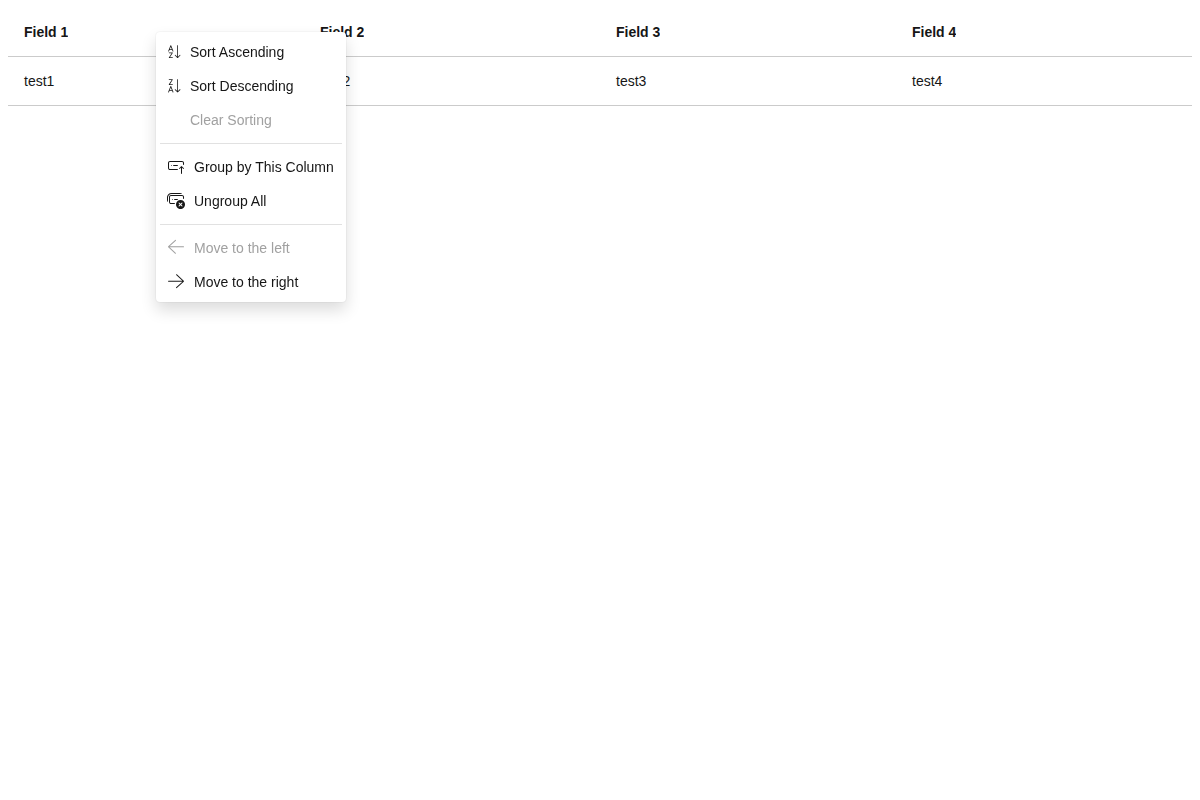 Field 1 Field 2 Field 3 Field 4
test1 2 test3 test4
Sort Ascending
Sort Descending
Clear Sorting
Group by This Column
Ungroup All
Move to the left
Move to the right